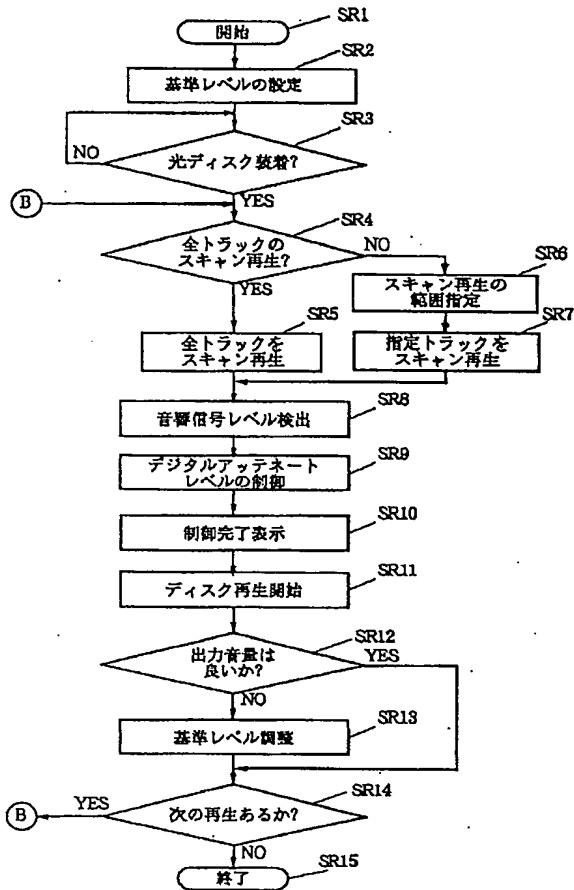 開始
SR1
SR2
基準レベルの設定
SR3
NO
光ディスク装着?
YES
B
SR4
全トラックの
スキャン再生?
NO
YES
SR6
スキャン再生の
範囲指定
SR5
全トラックを
スキャン再生
SR7
指定トラックを
スキャン再生
SR8
音響信号レベル検出
SR9
デジタルアッテネート
レベルの制御
SR10
制御完了表示
SR11
ディスク再生開始
SR12
出力音量は
良いか?
YES
NO
SR13
基準レベル調整
SR14
YES
B
次の再生あるか?
NO
SR15
終了